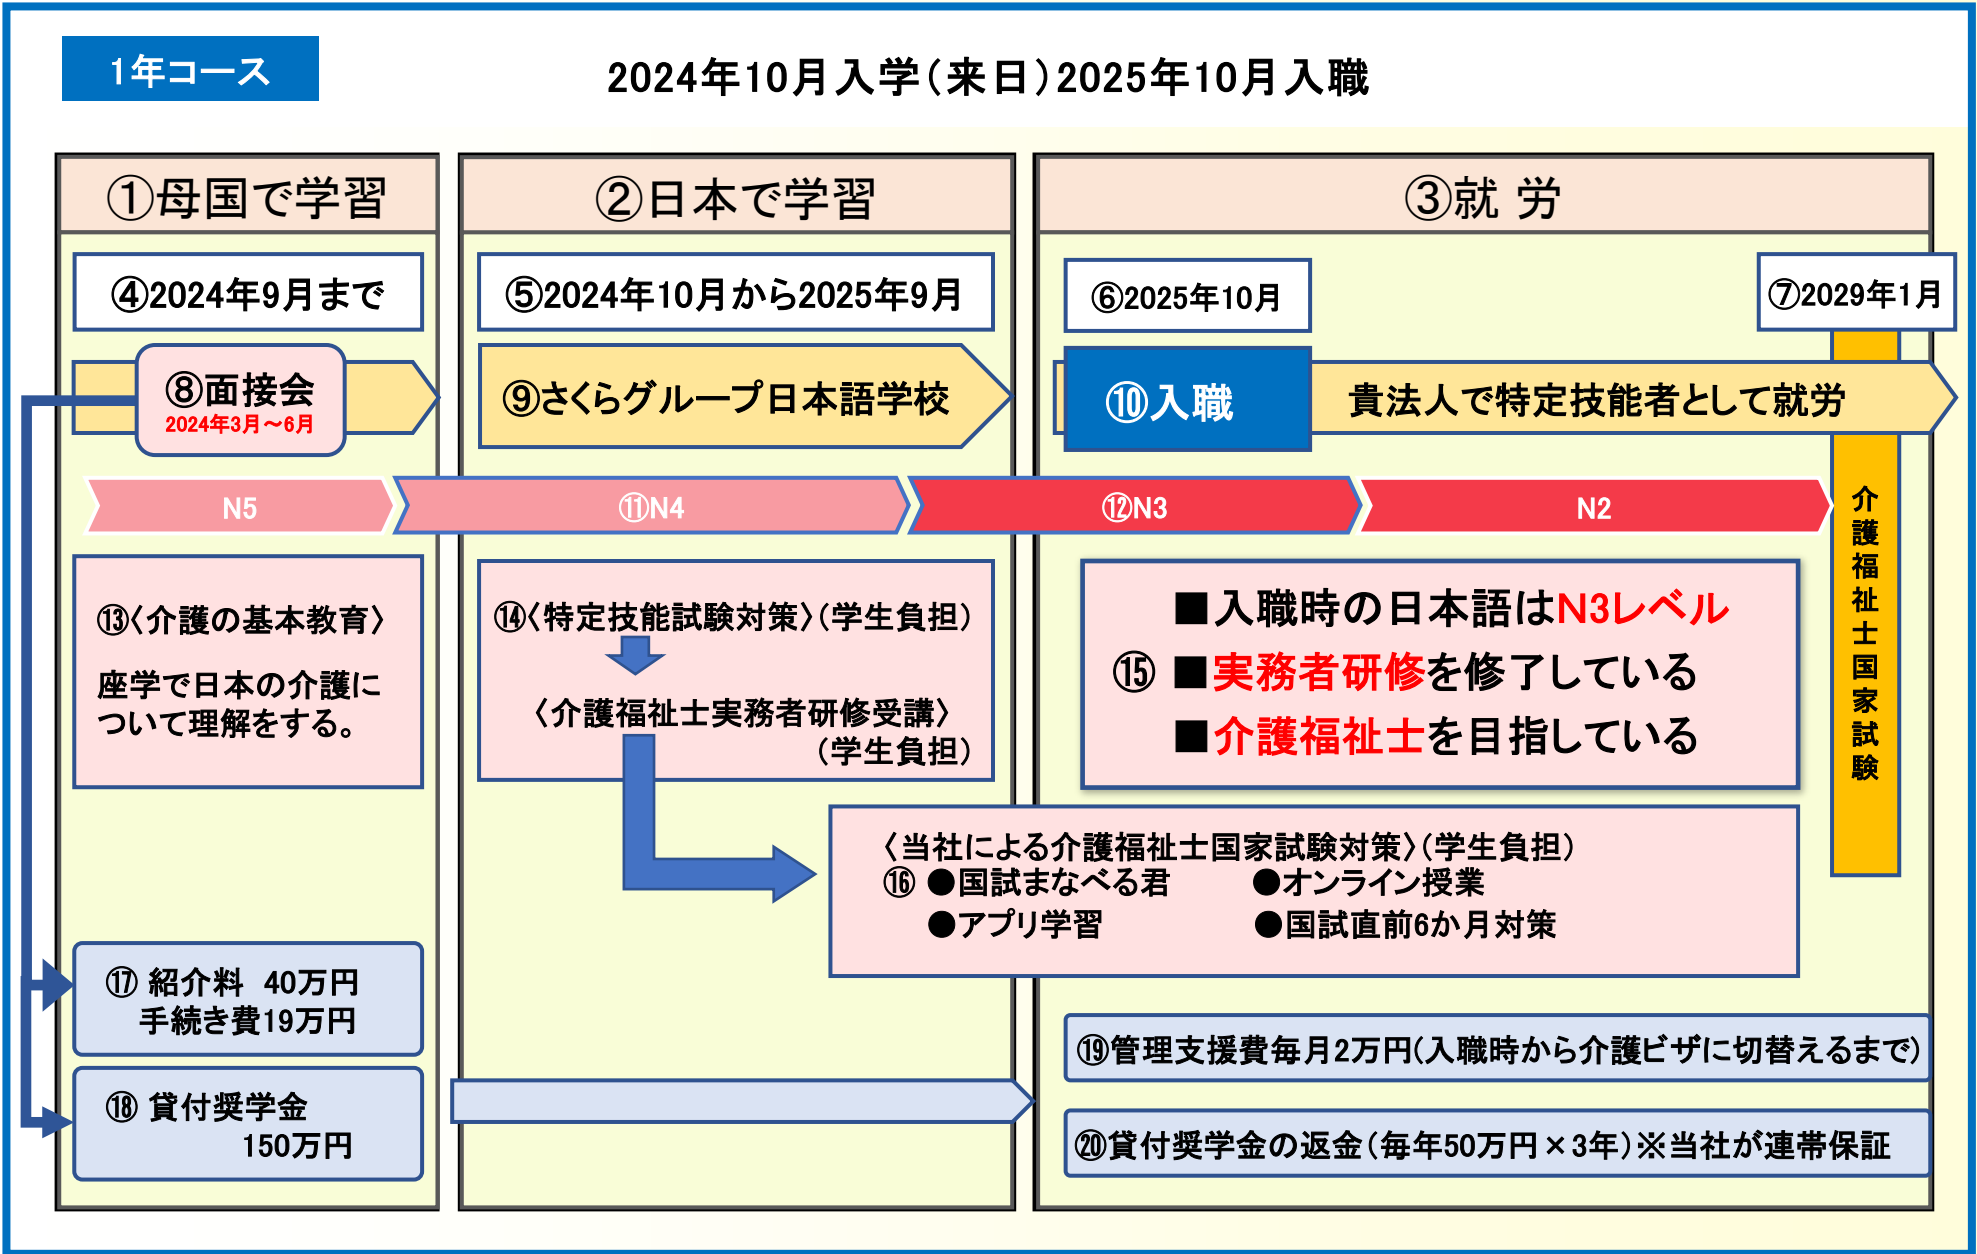 1年コース
2024年10月入学（来日）2025年10月入職
①母国で学習
②日本で学習
③就 労
④2024年9月まで
⑤2024年10月から2025年9月
⑥2025年10月
⑦2029年1月
⑧面接会
2024年3月～6月
⑨さくらグループ日本語学校
⑩入職
貴法人で特定技能者として就労
N5
⑪N4
⑫N3
N2
介護福祉士国家試験
⑬〈介護の基本教育〉
座学で日本の介護に
ついて理解をする。
⑭〈特定技能試験対策〉（学生負担）
〈介護福祉士実務者研修受講〉
（学生負担）
■入職時の日本語はN3レベル
⑮ ■実務者研修を修了している
■介護福祉士を目指している
〈当社による介護福祉士国家試験対策〉（学生負担）
⑯ ●国試まなべる君 ●オンライン授業
●アプリ学習 ●国試直前6か月対策
⑰ 紹介料 40万円
手続き費19万円
⑱ 貸付奨学金
150万円
⑲管理支援費毎月2万円(入職時から介護ビザに切替えるまで)
⑳貸付奨学金の返金（毎年50万円×3年）※当社が連帯保証